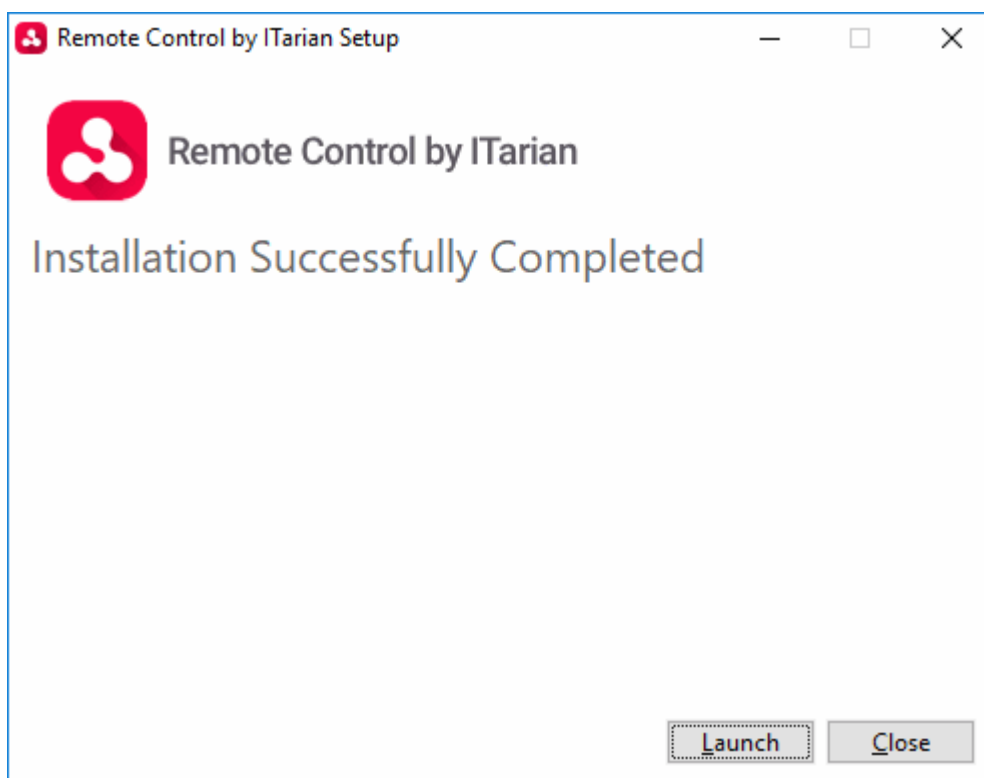 Remote Control by ITarian Setup
Remote Control by ITarian
Installation Successfully Completed
Launch Close